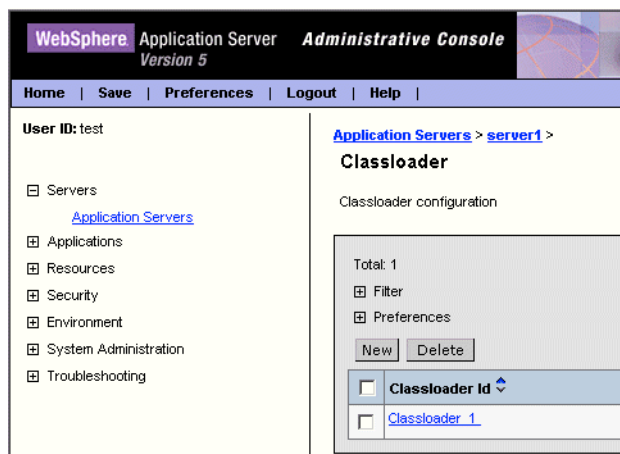 WebSphere. Application Server Administrative Console
Version 5
Home | Save | Preferences | Logout | Help |
User ID: test
Servers
Application Servers
Applications
Resources
Security
Environment
System Administration
Troubleshooting
Application Servers > server1 >
Classloader
Classloader configuration
Total: 1
Filter
Preferences
New Delete
Classloader Id
Classloader_1